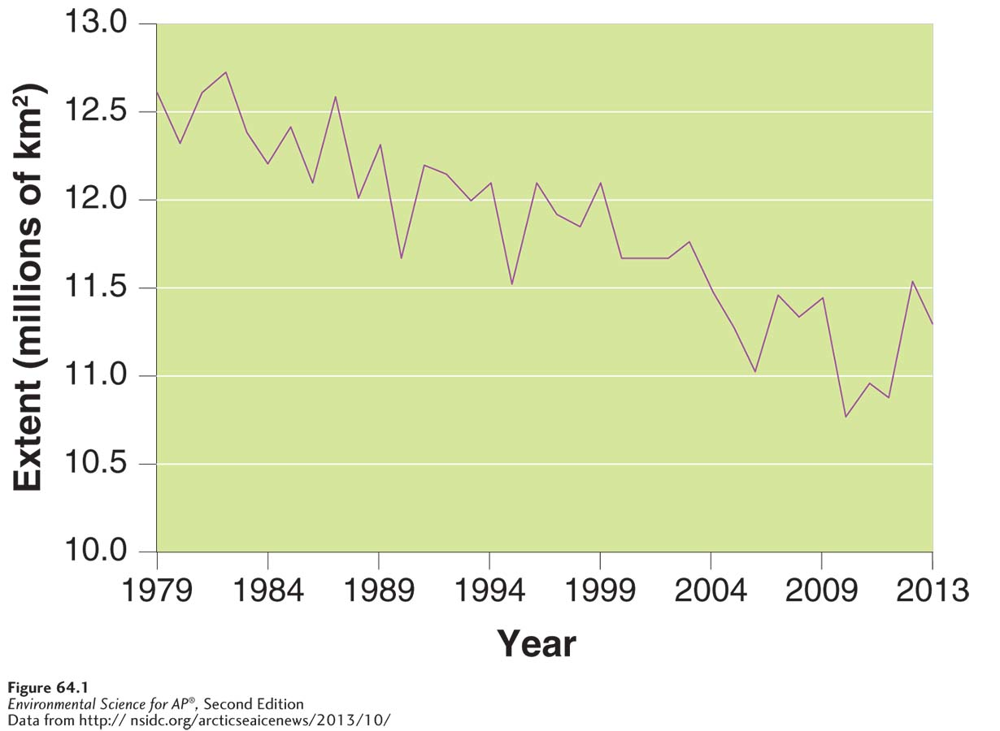 13.0
12.5
12.0
11.5
11.0
10.5
10.0
Extent (millions of km²)
1979 1984 1989 1994 1999 2004 2009 2013
Year
Figure 64.1
Environmental Science for AP®, Second Edition
Data from http:// nsidc.org/arcticseaicenews/2013/10/